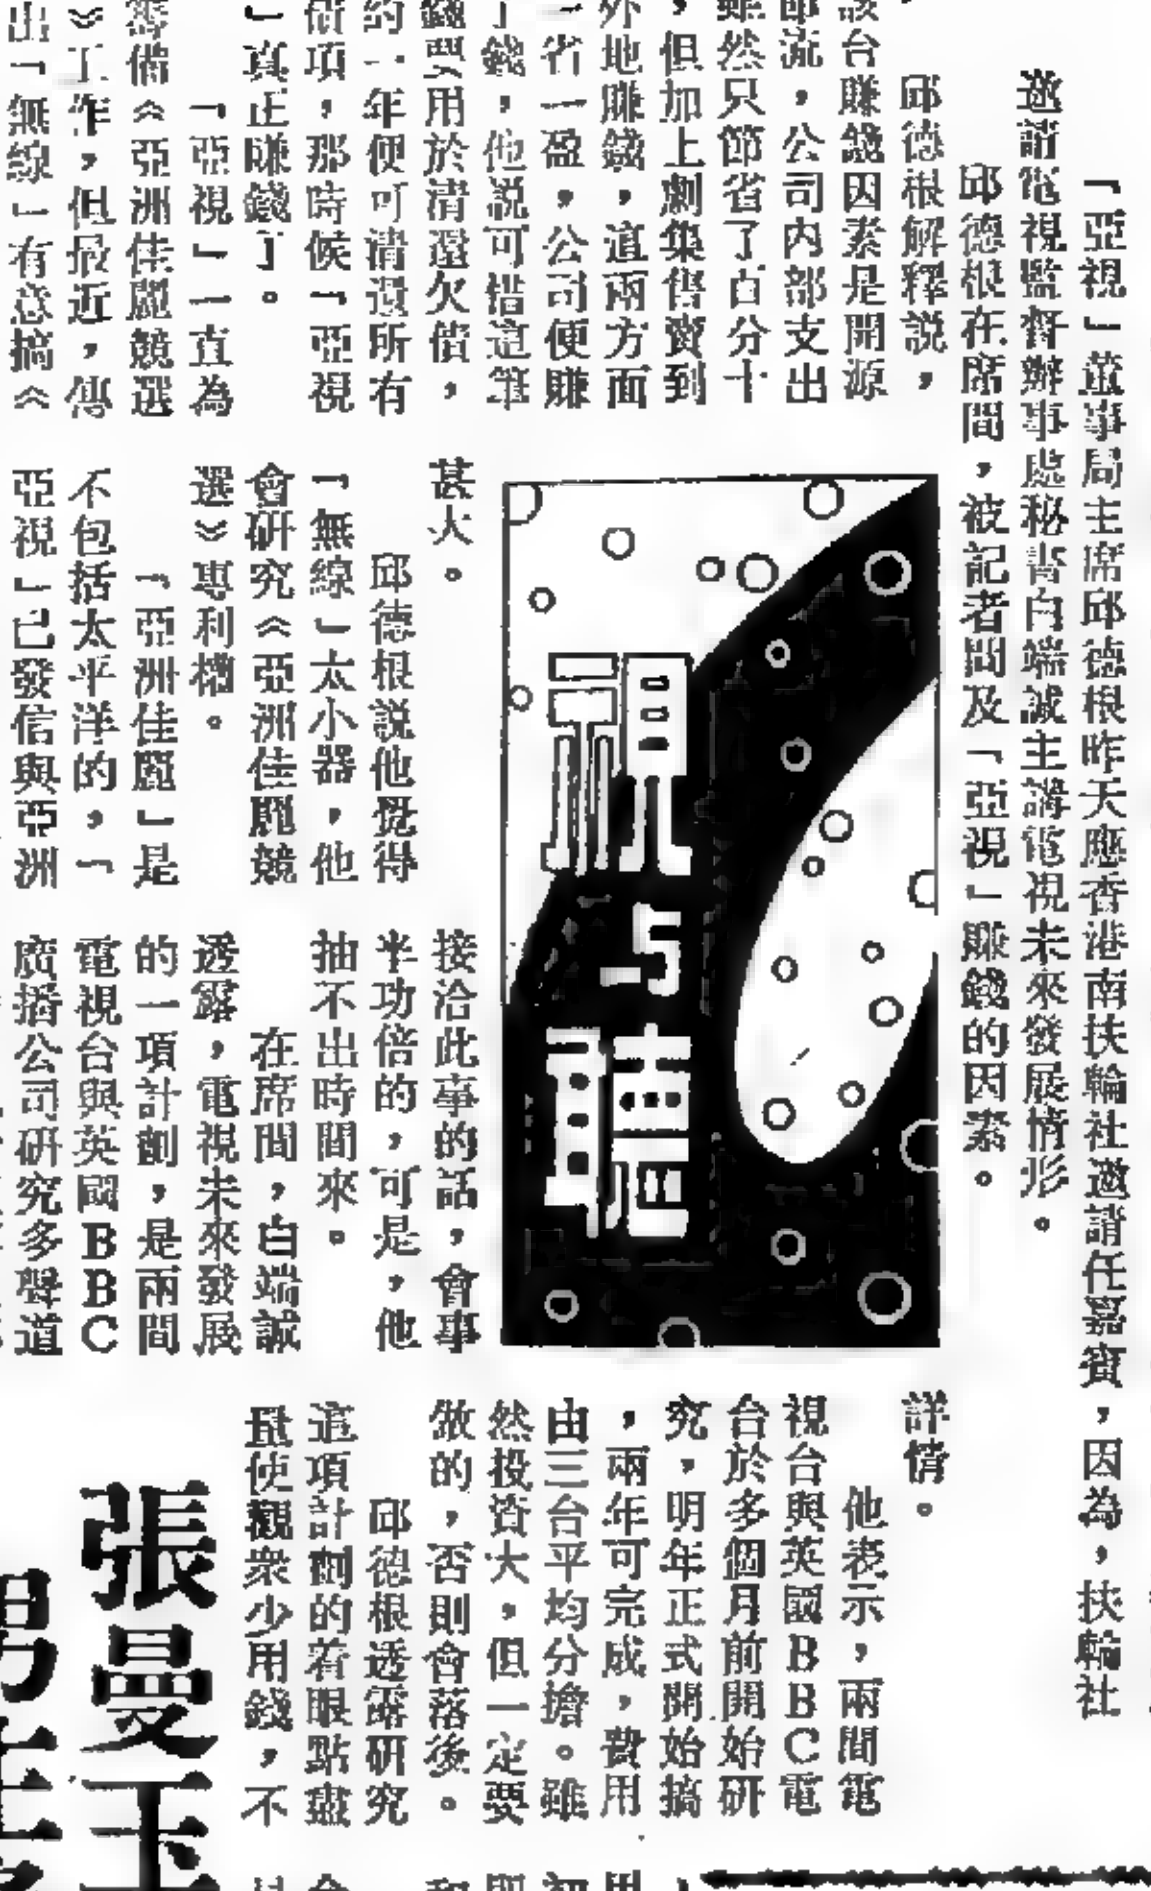 「亞視」董事局主席邱德根昨天應香港南扶輪社邀請任嘉賓，因為，扶輪社
邀請電視監督辦事處秘書白端誠主講電視未來發展情形。
邱德根在席間，被記者問及「亞視」賺錢的因素。
邱德根解釋説，
該台賺錢因素是開源
節流，公司內部支出
雖然只節省了百分十
，但加上劇集售賣到
外地賺錢，這兩方面
一省一盈，公司便賺
了錢，他説可惜這筆
錢要用於清還欠債，
約一年便可清還所有
債項，那時候「亞視
」真正賺錢」。
「亞視」一直為
籌備《亞洲佳麗競選
》工作，但最近，傳
出「無線」有意搞《
視與聽
甚大。
邱德根説他覺得
「無線」太小器，他
會研究《亞洲佳麗競
選》專利權。
「亞洲佳麗」是
不包括太平洋的，「
亞視」已發信與亞洲
接洽此事的話，會事
半功倍的，可是，他
抽不出時間來。
在席間，白端誠
透露，電視未來發展
的一項計劃，是兩間
電視台與英國BBC
廣播公司研究多聲道
詳情。
他表示，兩間電
視台與英國BBC電
台於多個月前開始研
究，明年正式開始搞
，兩年可完成，費用
由三台平均分擔。雖
然投資大，但一定要
做的，否則會落後。
邱德根透露研究
這項計劃的着眼點盡
量使觀衆少用錢，不
張曼玉